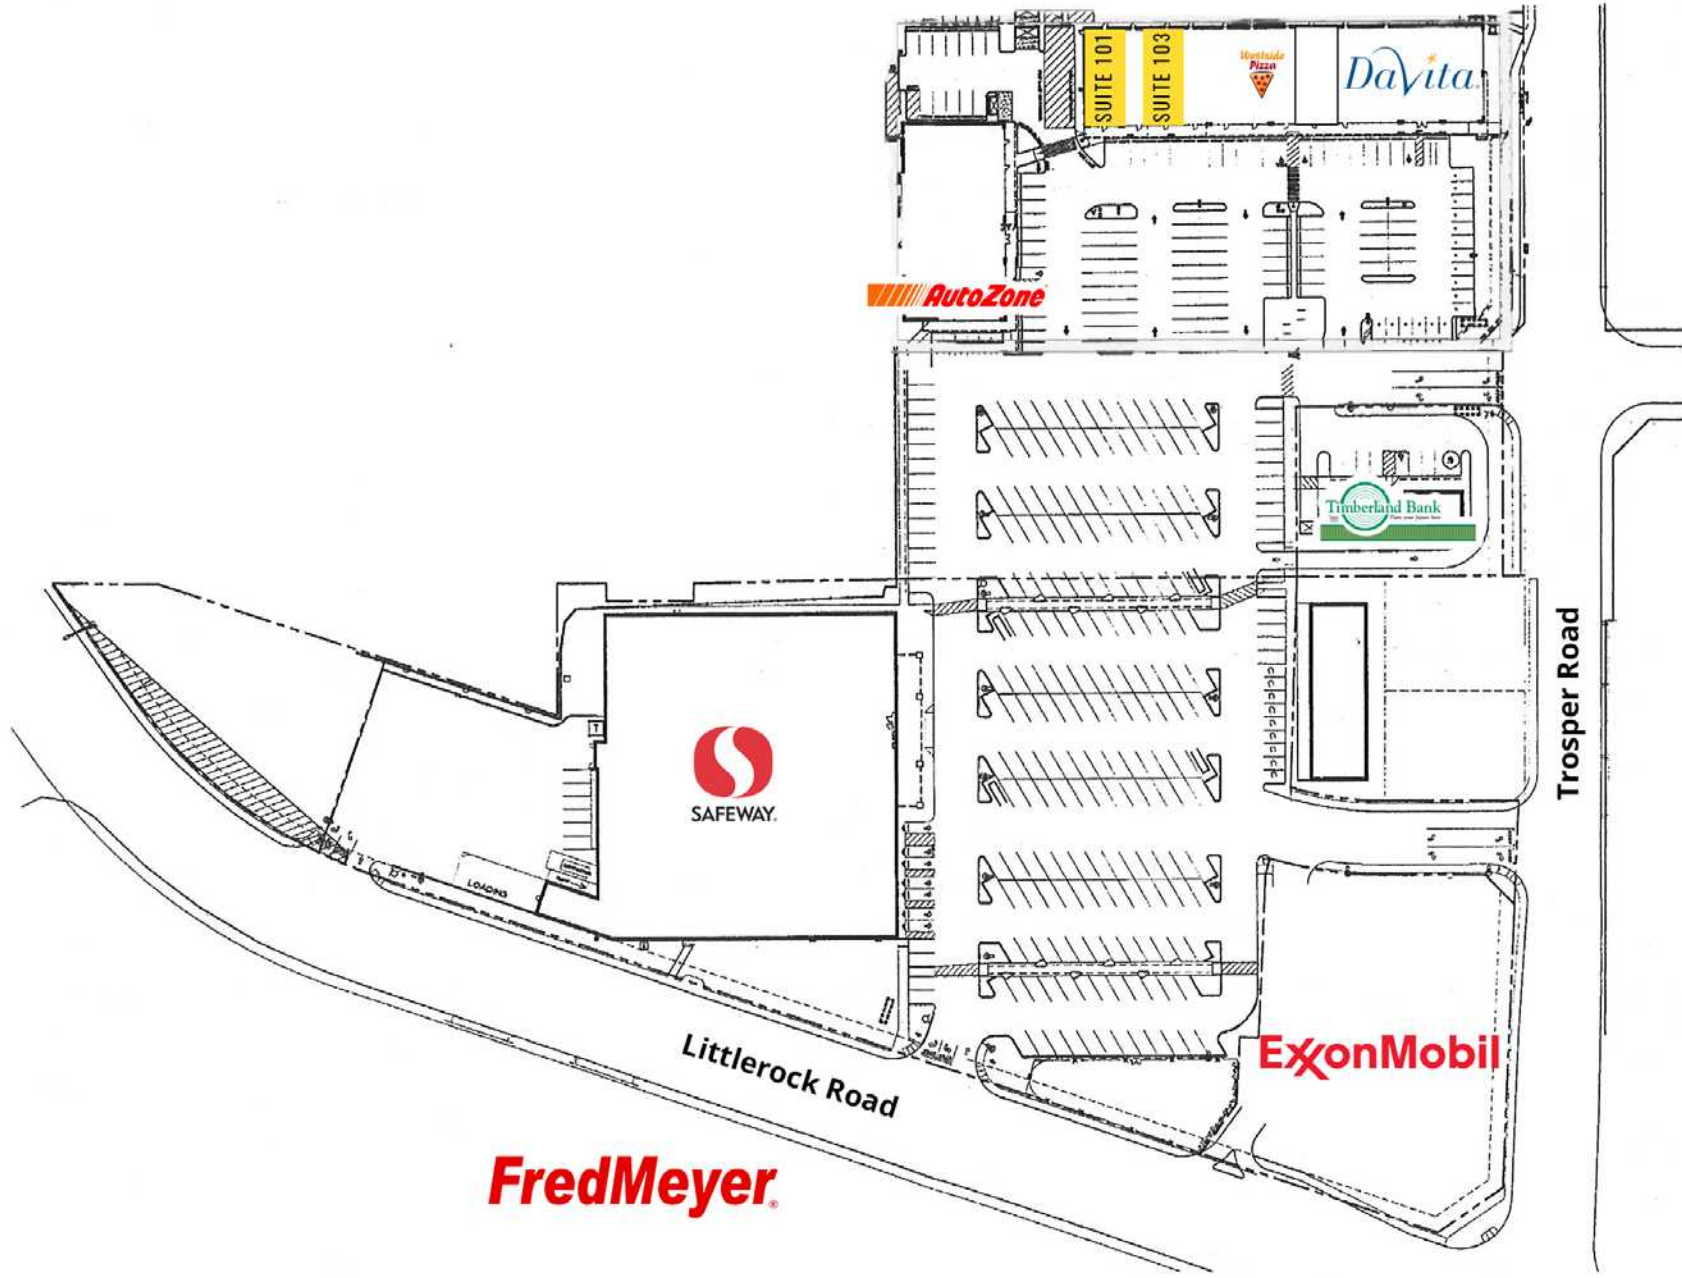 SUITE 101
SUITE 103
Westside
Pizza
DaVita
AutoZone
Timberland Bank
SAFEWAY
LOADING
T
Trosper Road
Littlerock Road
ExxonMobil
FredMeyer